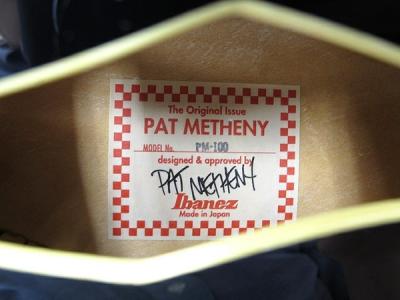 The Original Issue
PAT METHENY
MODEL No. PM-100
designed & approved by
PAT METHENY
Ibanez
Made in Japan